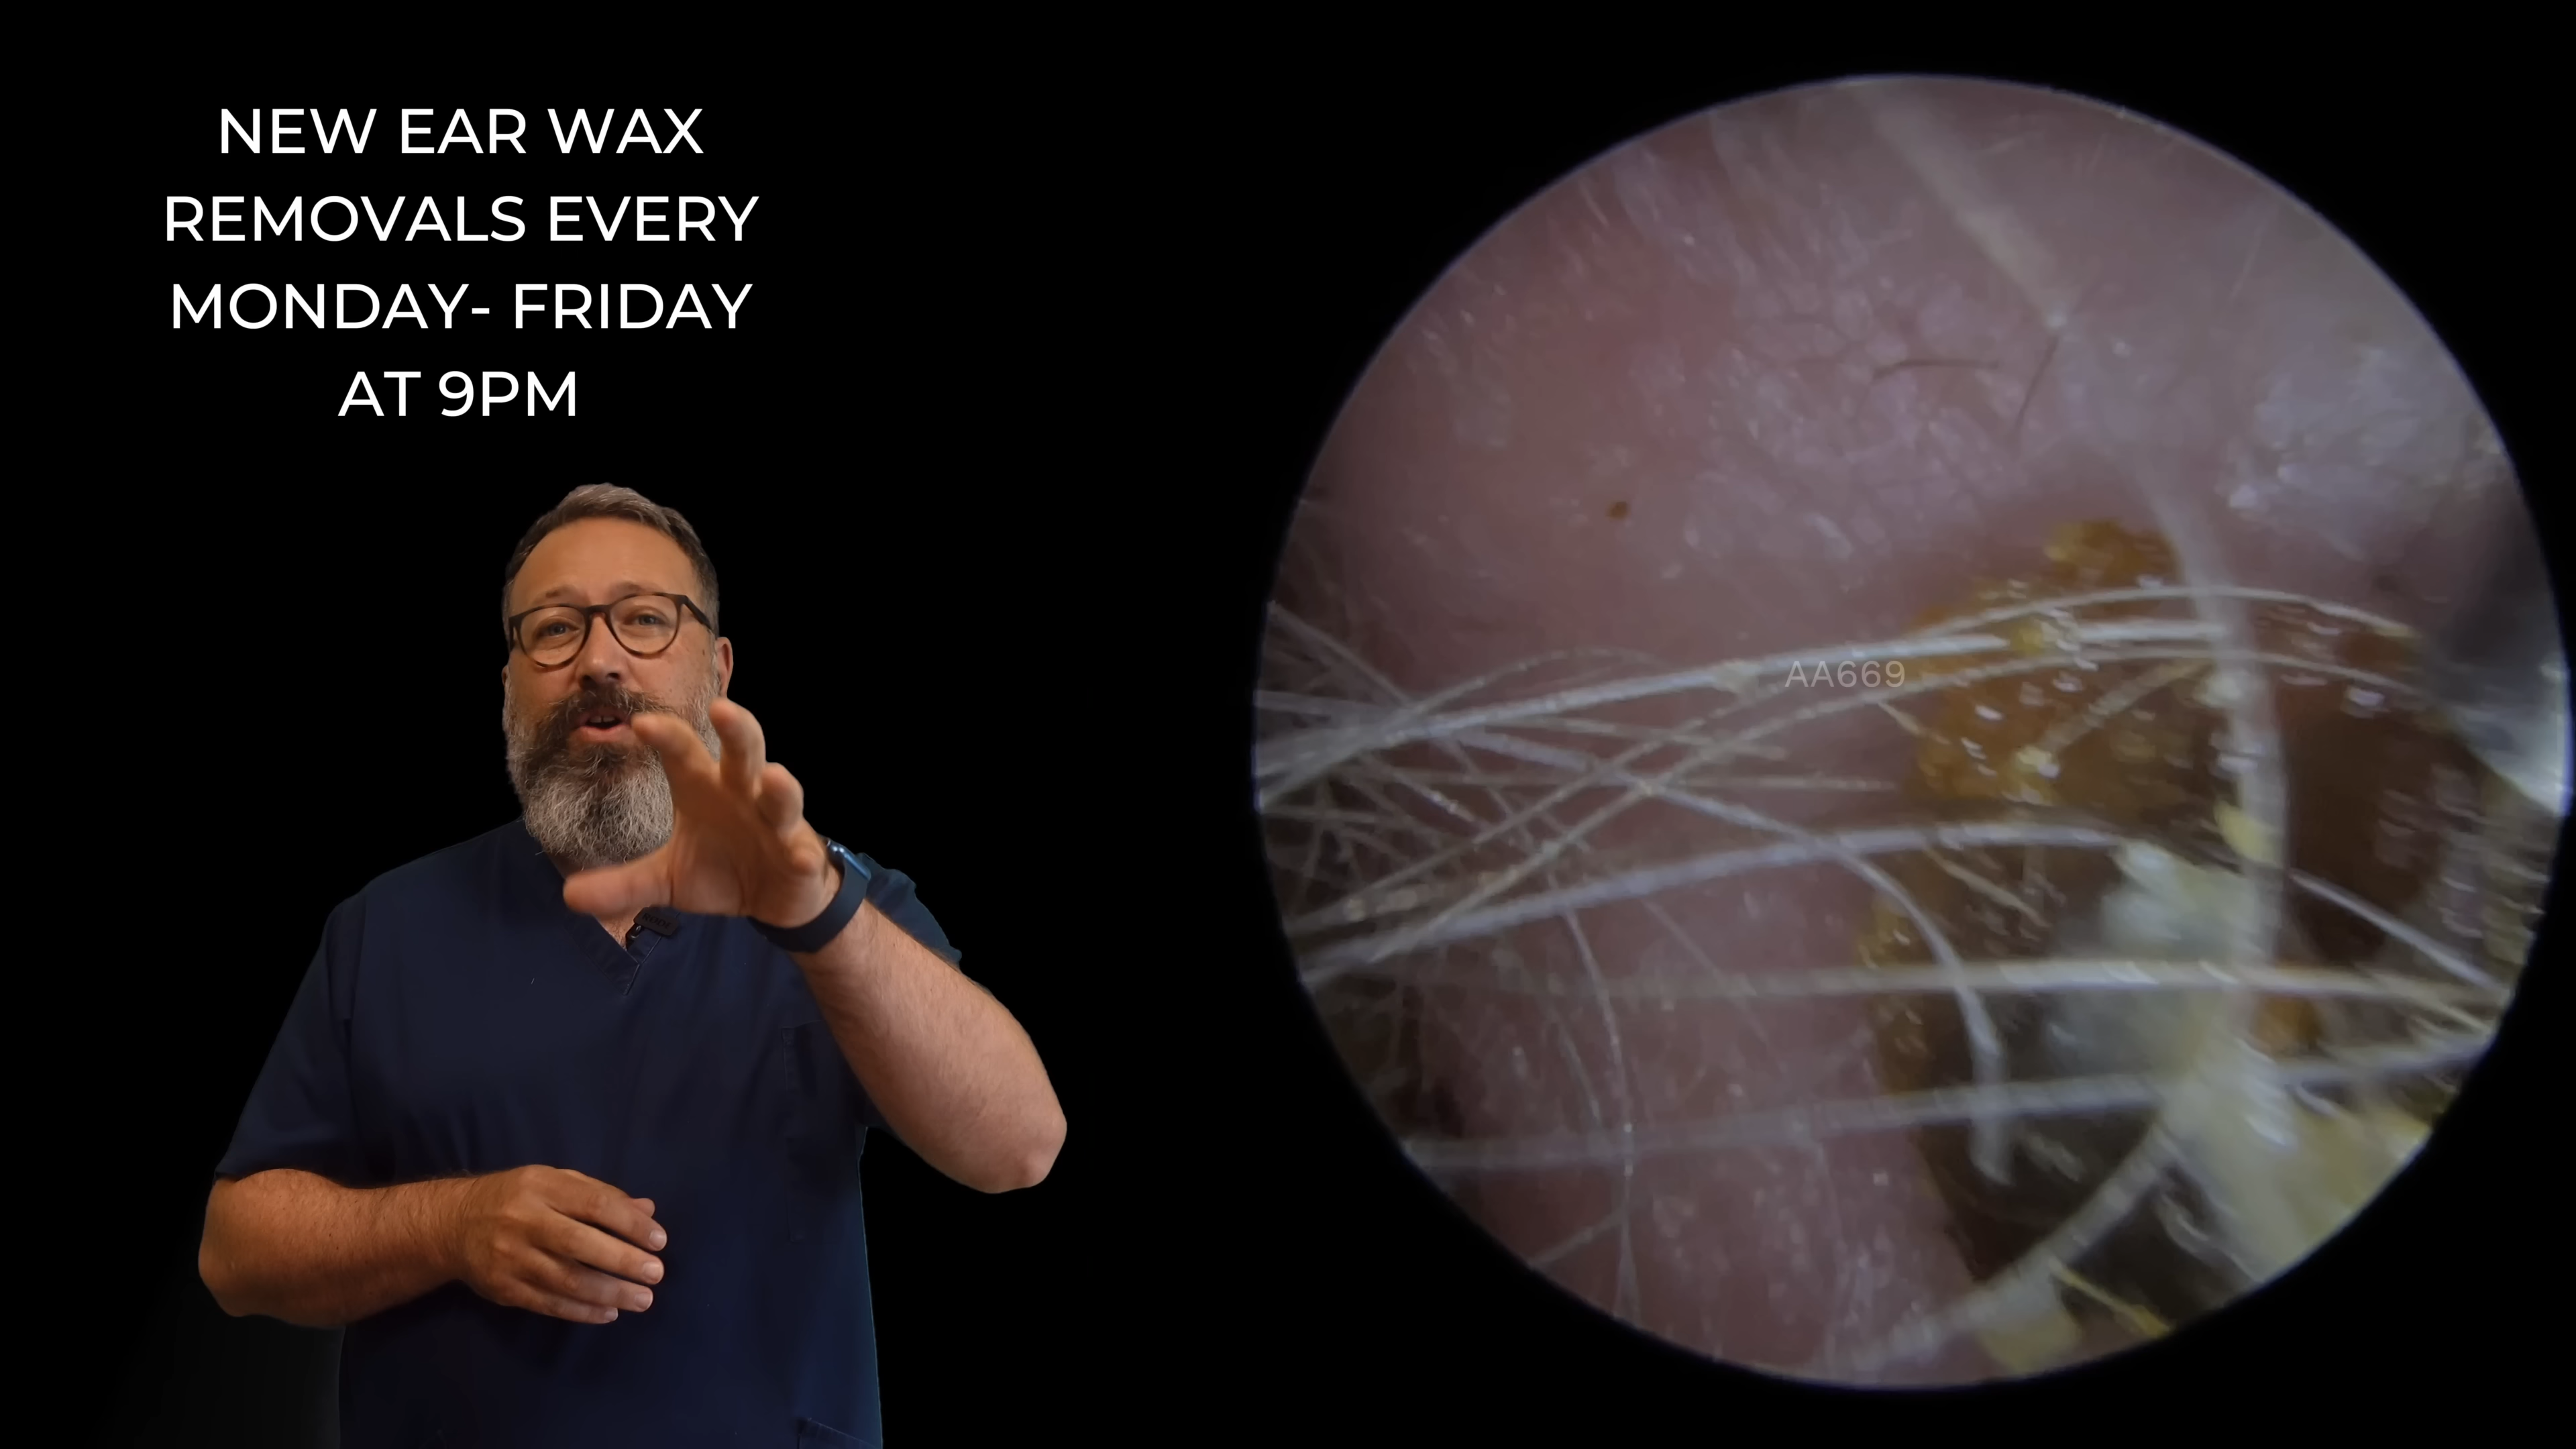 NEW EAR WAX
REMOVALS EVERY
MONDAY- FRIDAY
AT 9PM
AA669